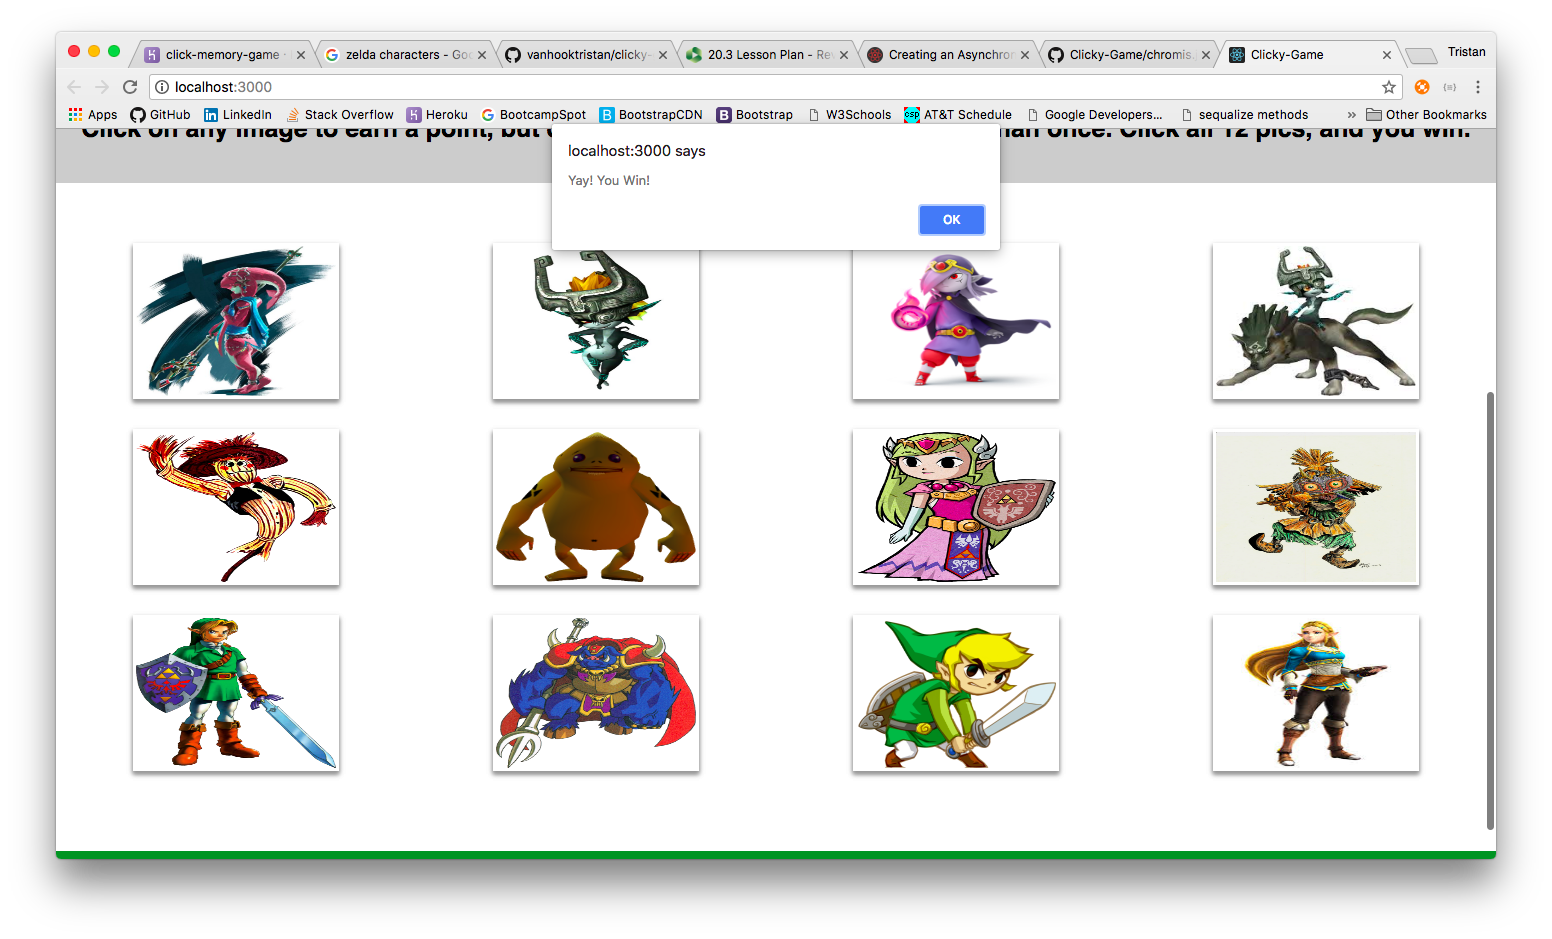 click-memory-game -
zelda characters - Goo
vanhooktristan/clicky-
20.3 Lesson Plan - Rev
Creating an Asynchron
Clicky-Game/chromis.
Clicky-Game
Tristan
localhost:3000
Apps
GitHub
LinkedIn
Stack Overflow
Heroku
BootcampSpot
BootstrapCDN
Bootstrap
W3Schools
csp AT&T Schedule
Google Developers...
sequalize methods
» Other Bookmarks
Click on any image to earn a point, but
than once. Click all 12 pics, and you win.
localhost:3000 says
Yay! You Win!
OK